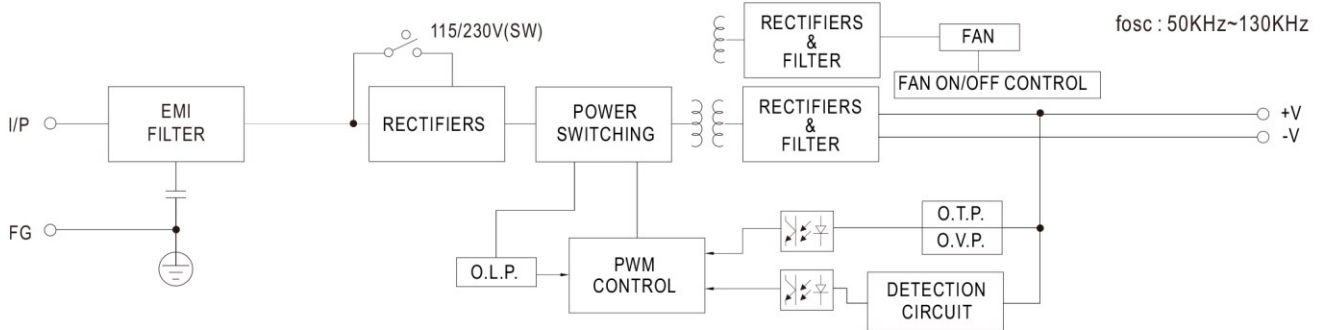 115/230V(SW)
RECTIFIERS
&
FILTER
FAN
fosc : 50KHz~130KHz
FAN ON/OFF CONTROL
I/P
EMI
FILTER
RECTIFIERS
POWER
SWITCHING
RECTIFIERS
&
FILTER
+V
-V
FG
O.L.P.
PWM
CONTROL
O.T.P.
O.V.P.
DETECTION
CIRCUIT